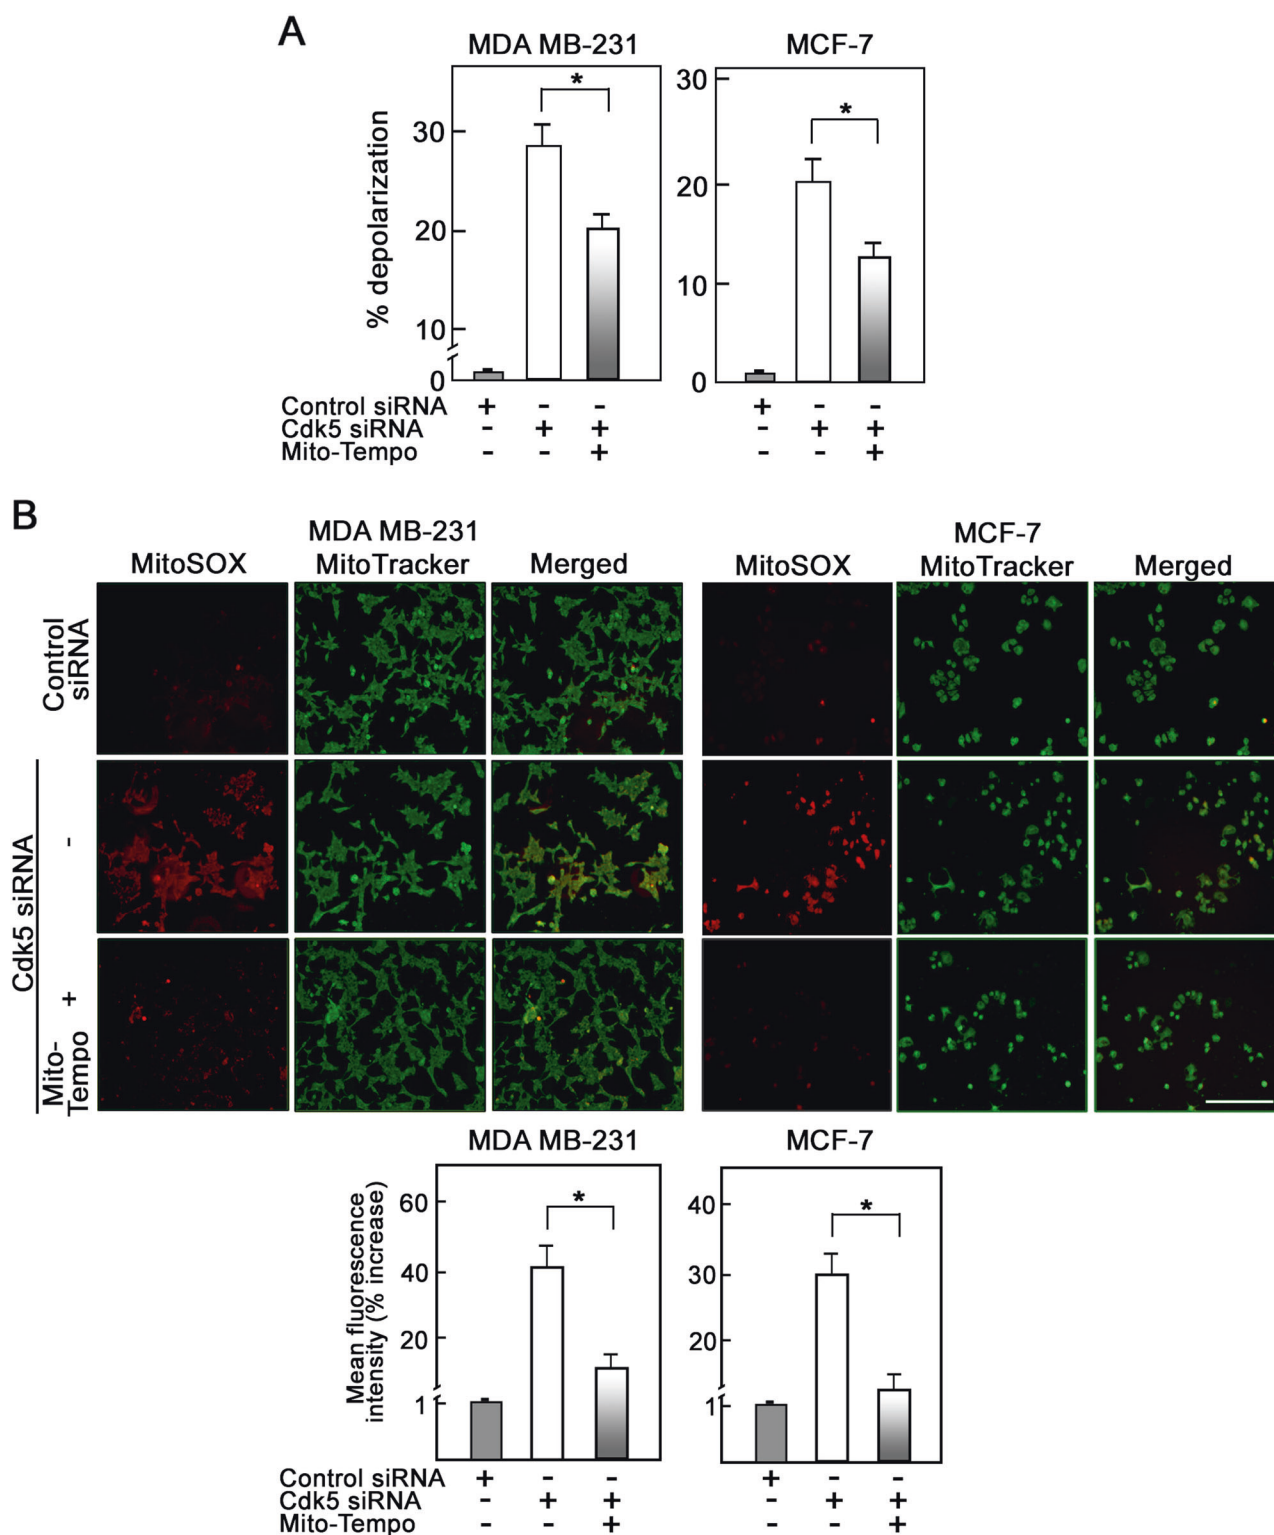 A
MDA MB-231
MCF-7
% depolarization
30
20
10
0
*
30
20
10
0
*
Control siRNA + - - + - -
Cdk5 siRNA - + + - + +
Mito-Tempo - - + - - +
B
MDA MB-231
MCF-7
MitoSOX MitoTracker Merged MitoSOX MitoTracker Merged
Control
siRNA
Cdk5 siRNA
-
+
Mito-
Tempo
MDA MB-231
MCF-7
Mean fluorescence
intensity (% increase)
60
40
20
1
*
40
30
20
1
*
Control siRNA + - - + - -
Cdk5 siRNA - + + - + +
Mito-Tempo - - + - - +